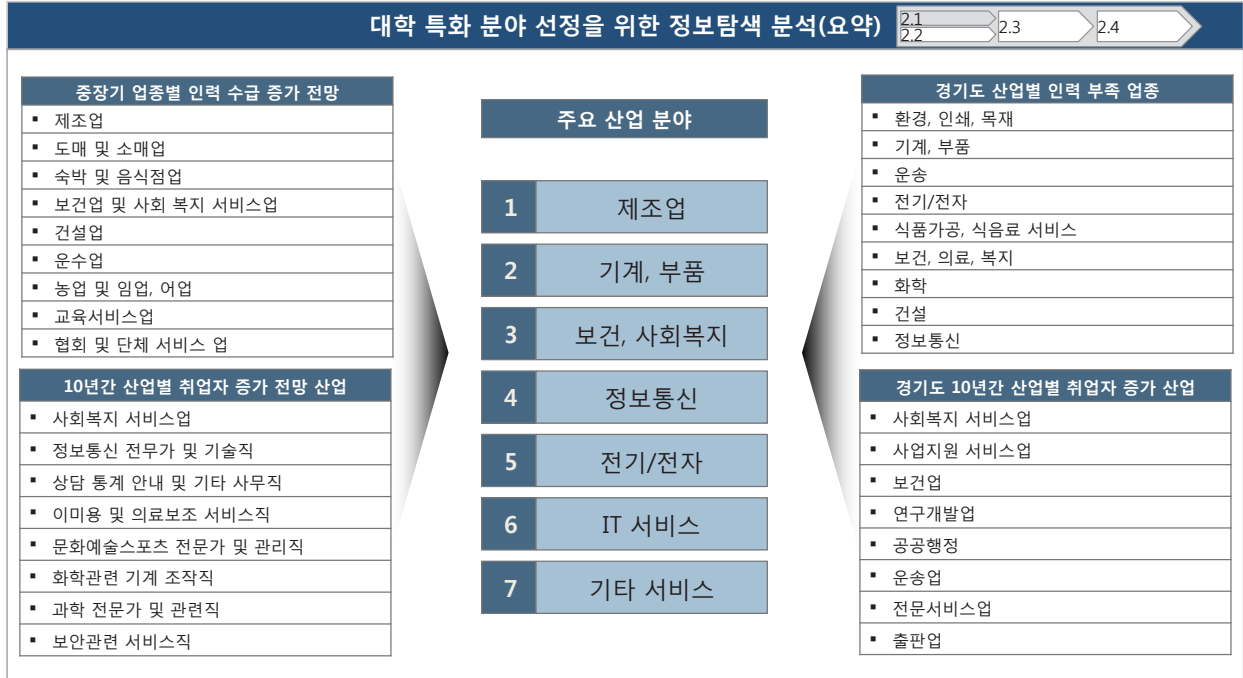 대학 특화 분야 선정을 위한 정보탐색 분석(요약)
2.1
2.2
2.3
2.4
중장기 업종별 인력 수급 증가 전망
▪ 제조업
▪ 도매 및 소매업
▪ 숙박 및 음식점업
▪ 보건업 및 사회 복지 서비스업
▪ 건설업
▪ 운수업
▪ 농업 및 임업, 어업
▪ 교육서비스업
▪ 협회 및 단체 서비스 업
10년간 산업별 취업자 증가 전망 산업
▪ 사회복지 서비스업
▪ 정보통신 전무가 및 기술직
▪ 상담 통계 안내 및 기타 사무직
▪ 이미용 및 의료보조 서비스직
▪ 문화예술스포츠 전문가 및 관리직
▪ 화학관련 기계 조작직
▪ 과학 전문가 및 관련직
▪ 보안관련 서비스직
주요 산업 분야
1 제조업
2 기계, 부품
3 보건, 사회복지
4 정보통신
5 전기/전자
6 IT 서비스
7 기타 서비스
경기도 산업별 인력 부족 업종
▪ 환경, 인쇄, 목재
▪ 기계, 부품
▪ 운송
▪ 전기/전자
▪ 식품가공, 식음료 서비스
▪ 보건, 의료, 복지
▪ 화학
▪ 건설
▪ 정보통신
경기도 10년간 산업별 취업자 증가 산업
▪ 사회복지 서비스업
▪ 사업지원 서비스업
▪ 보건업
▪ 연구개발업
▪ 공공행정
▪ 운송업
▪ 전문서비스업
▪ 출판업